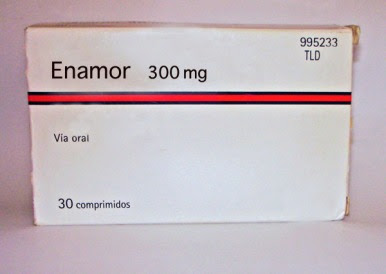 995233
TLD
Enamor 300 mg
Via oral
30 comprimidos